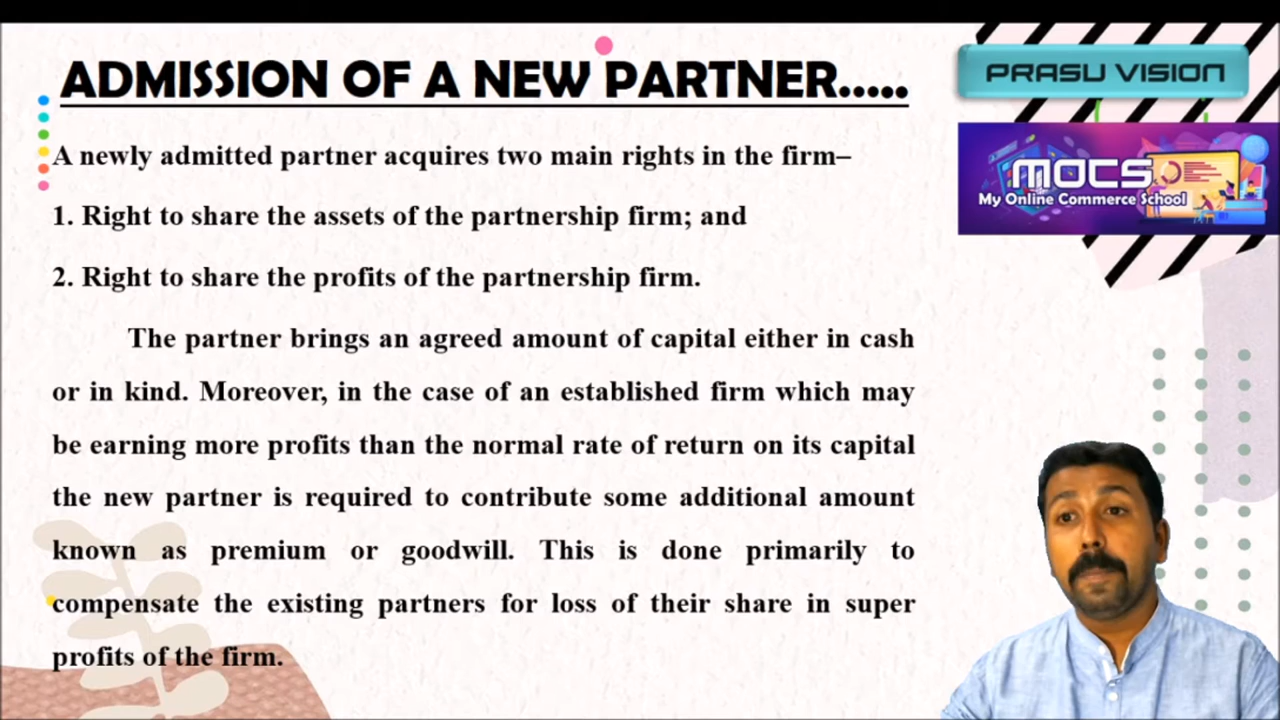 ADMISSION OF A NEW PARTNER.....
PRASU VISION
MOCS
My Online Commerce School
A newly admitted partner acquires two main rights in the firm–
1. Right to share the assets of the partnership firm; and
2. Right to share the profits of the partnership firm.
The partner brings an agreed amount of capital either in cash
or in kind. Moreover, in the case of an established firm which may
be earning more profits than the normal rate of return on its capital
the new partner is required to contribute some additional amount
known as premium or goodwill. This is done primarily to
compensate the existing partners for loss of their share in super
profits of the firm.